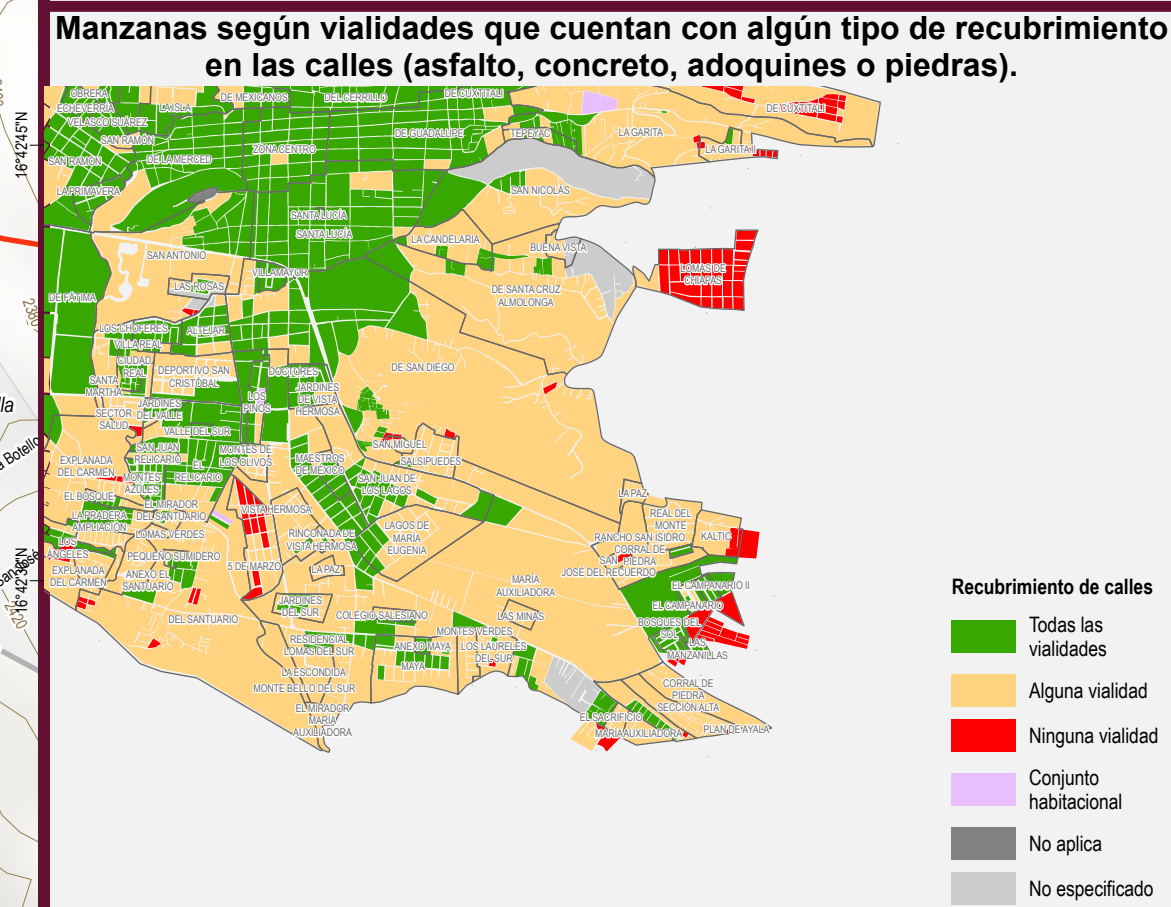 Manzanas según vialidades que cuentan con algún tipo de recubrimiento
en las calles (asfalto, concreto, adoquines o piedras).
16°42'45"N
OBRERA
ECHEVERRÍA
VELASCO SUÁREZ
LA ISLA
DE MEXICANOS
DEL CERRILLO
DE CUXTITALI
DE CUXTITALI
SAN RAMÓN
SAN RAMÓN
DE LA MERCED
ZONA CENTRO
DE GUADALUPE
TEPEYAC
LA GARITA
LA GARITA II
LA PRIMAVERA
SAN NICOLÁS
SANTA LUCÍA
SANTA LUCÍA
LA CANDELARIA
BUENA VISTA
SAN ANTONIO
VILLAMAYOR
LOMAS DE
CHIAPAS
LAS ROSAS
DE FÁTIMA
DE SANTA CRUZ
ALMOLONGA
2380
LOS CHOFERES
ALTEJAR
VILLA REAL
CIUDAD
REAL
DEPORTIVO SAN
CRISTÓBAL
DOCTORES
DE SAN DIEGO
SANTA
MARTHA
JARDINES
DE VISTA
HERMOSA
LOS
PINOS
JARDINES
DEL VALLE
SECTOR
SALUD
VALLE DEL SUR
lla
a Botello
SAN JUAN
RELICARIO
MONTES DE
LOS OLIVOS
SAN MIGUEL
SALSIPUEDES
EXPLANADA
DEL CARMEN
MONTES
AZULES
EL
RELICARIO
MAESTROS
DE MÉXICO
SAN JUAN DE
LOS LAGOS
EL BOSQUE
LA PAZ
EL MIRADOR
DEL SANTUARIO
VISTA HERMOSA
LA PRADERA
AMPLIACIÓN
REAL DEL
MONTE
LOMAS VERDES
RINCONADA DE
VISTA HERMOSA
LAGOS DE
MARÍA
EUGENIA
RANCHO SAN ISIDRO
KALTIC
LOS
ÁNGELES
PEQUEÑO SUMIDERO
CORRAL DE
PIEDRA
SAN
JOSÉ DEL RECUERDO
San José
16°42'30"N
2420
EXPLANADA
DEL CARMEN
ANEXO EL
SANTUARIO
5 DE MARZO
LA PAZ
MARÍA
AUXILIADORA
EL CAMPANARIO II
EL CAMPANARIO
JARDINES
DEL SUR
DEL SANTUARIO
COLEGIO SALESIANO
LAS MINAS
BOSQUES DEL
SOL
MONTES VERDES
RESIDENCIAL
LOMAS DEL SUR
ANEXO MAYA
LOS LAURELES
DEL SUR
LAS
MANZANILLAS
MAYA
LA ESCONDIDA
MONTE BELLO DEL SUR
CORRAL DE
PIEDRA
SECCIÓN ALTA
EL MIRADOR
MARÍA
AUXILIADORA
EL SACRIFICIO
MARÍA AUXILIADORA
PLAN DE AYALA
Recubrimiento de calles
Todas las
vialidades
Alguna vialidad
Ninguna vialidad
Conjunto
habitacional
No aplica
No especificado